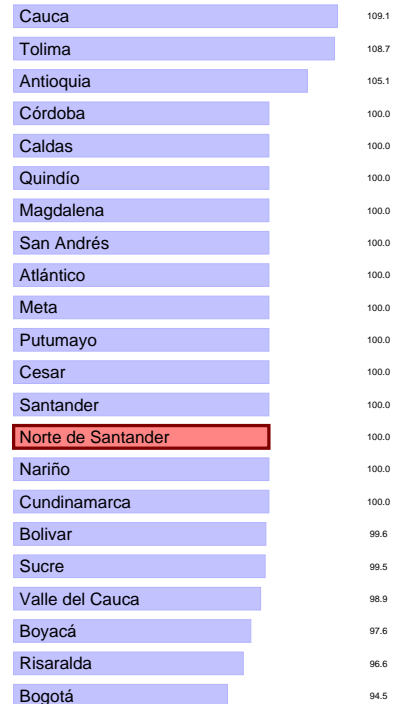 Cauca 109.1
Tolima 108.7
Antioquia 105.1
Córdoba 100.0
Caldas 100.0
Quindío 100.0
Magdalena 100.0
San Andrés 100.0
Atlántico 100.0
Meta 100.0
Putumayo 100.0
Cesar 100.0
Santander 100.0
Norte de Santander 100.0
Nariño 100.0
Cundinamarca 100.0
Bolivar 99.6
Sucre 99.5
Valle del Cauca 98.9
Boyacá 97.6
Risaralda 96.6
Bogotá 94.5